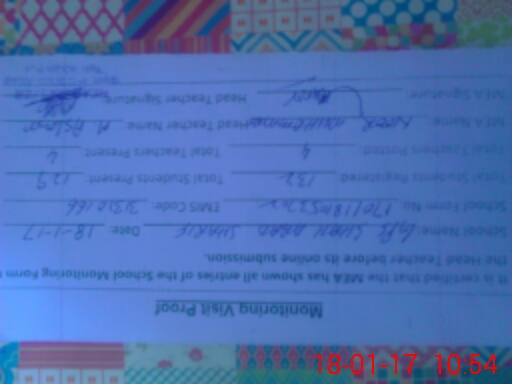 Monitoring Visit Proof
It is certified that the MEA has shown all entries of the School Monitoring Form t
the Head Teacher before its online submission.
School Name: Date: 18-1-17
School Form No: EMIS Code:
Total Students Registered: 132 Total Students Present: 129
Total Teachers Posted: 4 Total Teachers Present: 4
MEA Name: Head Teacher Name: M. Aslam
MEA Signature: Head Teacher Signature:
18-01-17 10:54